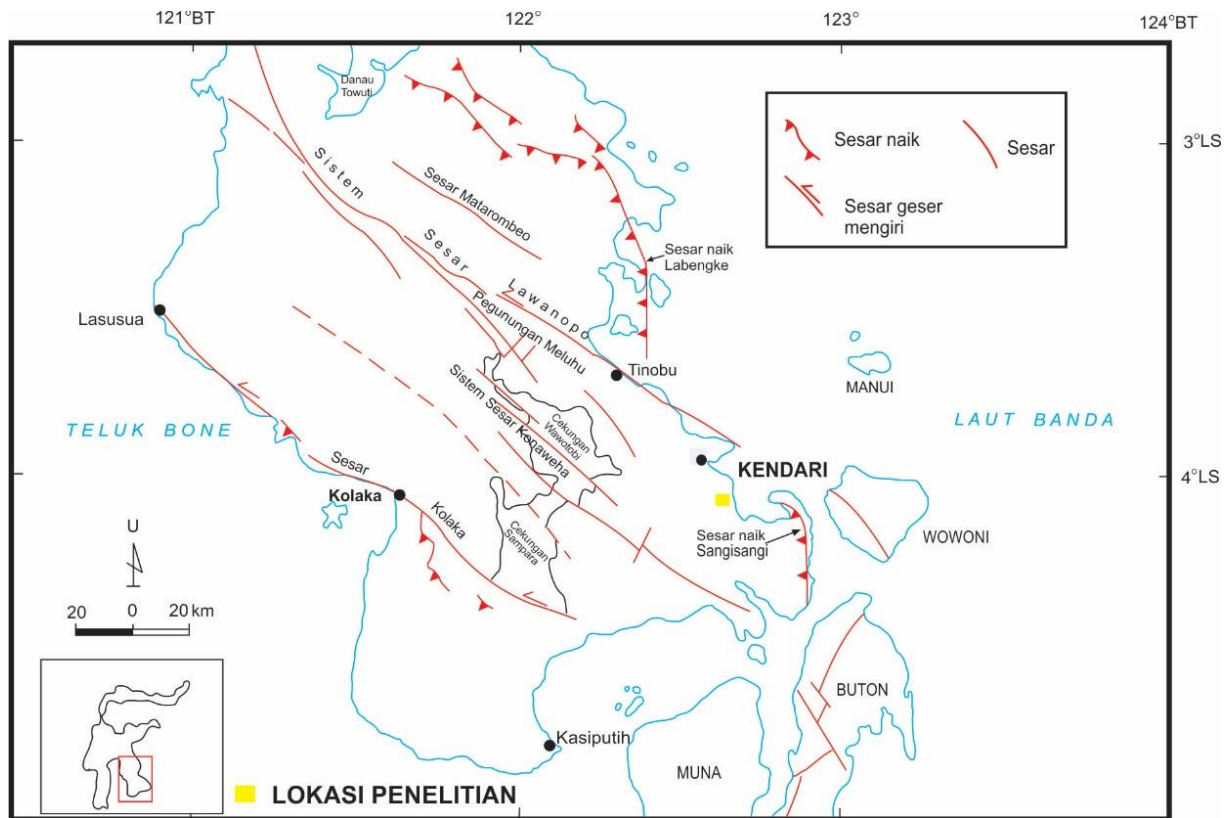 121°BT
122°
123°
124°BT
Danau
Towuti
Sesar naik
Sesar
Sesar geser
mengiri
3°LS
Sistem
Sesar
Lawanopo
Sesar Matarombeo
Sesar naik
Labengke
Pegunungan Meluhu
Lasusua
Tinobu
MANUI
Sistem Sesar Konaweha
Cekungan
Wawotobi
TELUK BONE
LAUT BANDA
KENDARI
4°LS
Sesar
Kolaka
Kolaka
Cekungan
Sampara
Sesar naik
Sangisangi
WOWONI
U
20 0 20 km
BUTON
Kasiputih
MUNA
LOKASI PENELITIAN